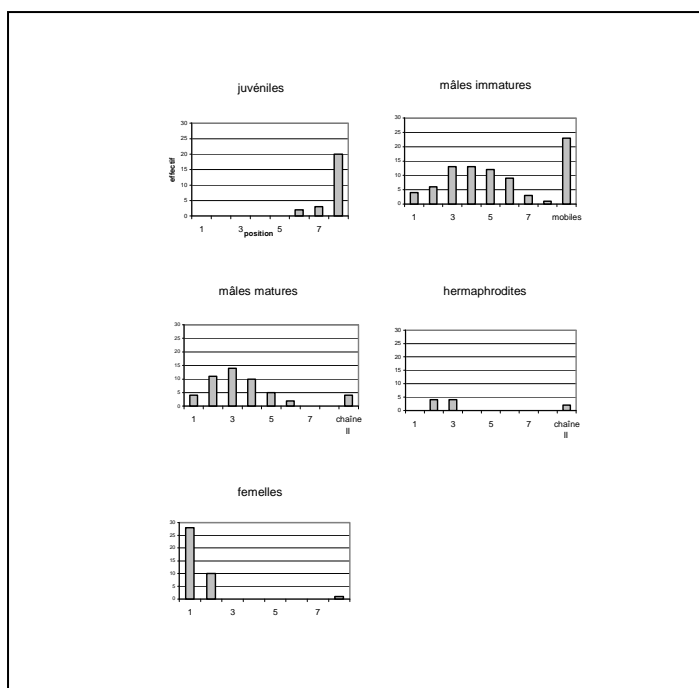 juvéniles
30
25
20
15
10
5
0
effectif
1 3 5 7
position
mâles immatures
30
25
20
15
10
5
0
1 3 5 7 mobiles
mâles matures
30
25
20
15
10
5
0
1 3 5 7 chaîne
II
hermaphrodites
30
25
20
15
10
5
0
1 3 5 7 chaîne
II
femelles
30
25
20
15
10
5
0
1 3 5 7